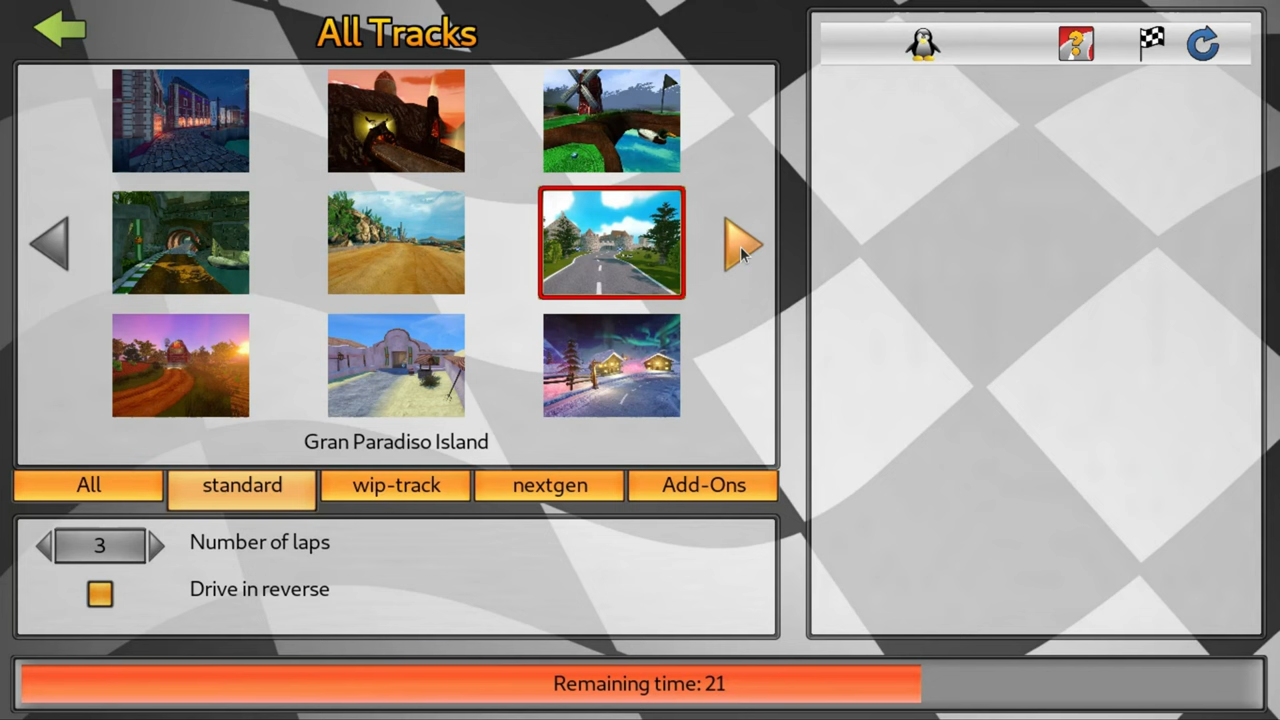 All Tracks
Gran Paradiso Island
All
standard
wip-track
nextgen
Add-Ons
3
Number of laps
Drive in reverse
Remaining time: 21